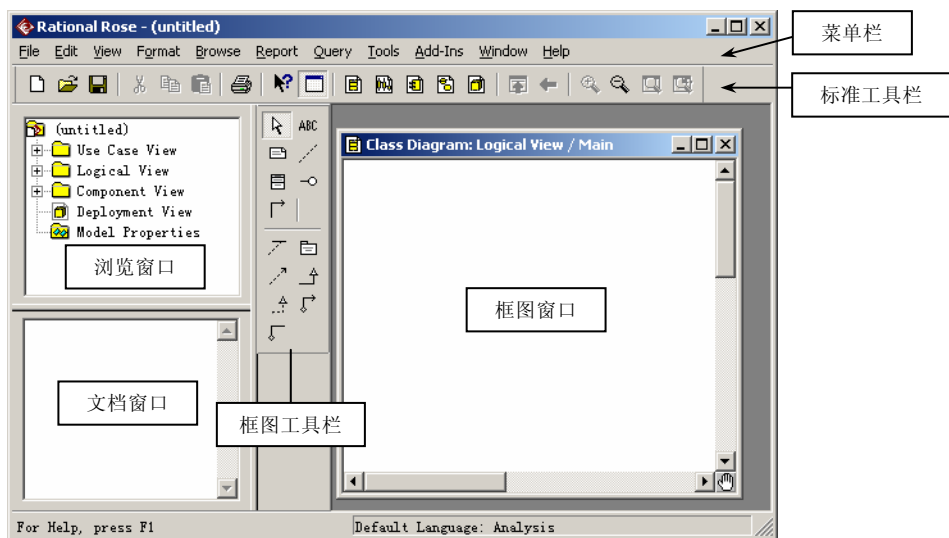 Rational Rose - (untitled)
File Edit View Format Browse Report Query Tools Add-Ins Window Help
菜单栏
标准工具栏
(untitled)
Use Case View
Logical View
Component View
Deployment View
Model Properties
浏览窗口
ABC
Class Diagram: Logical View / Main
框图窗口
文档窗口
框图工具栏
For Help, press F1
Default Language: Analysis